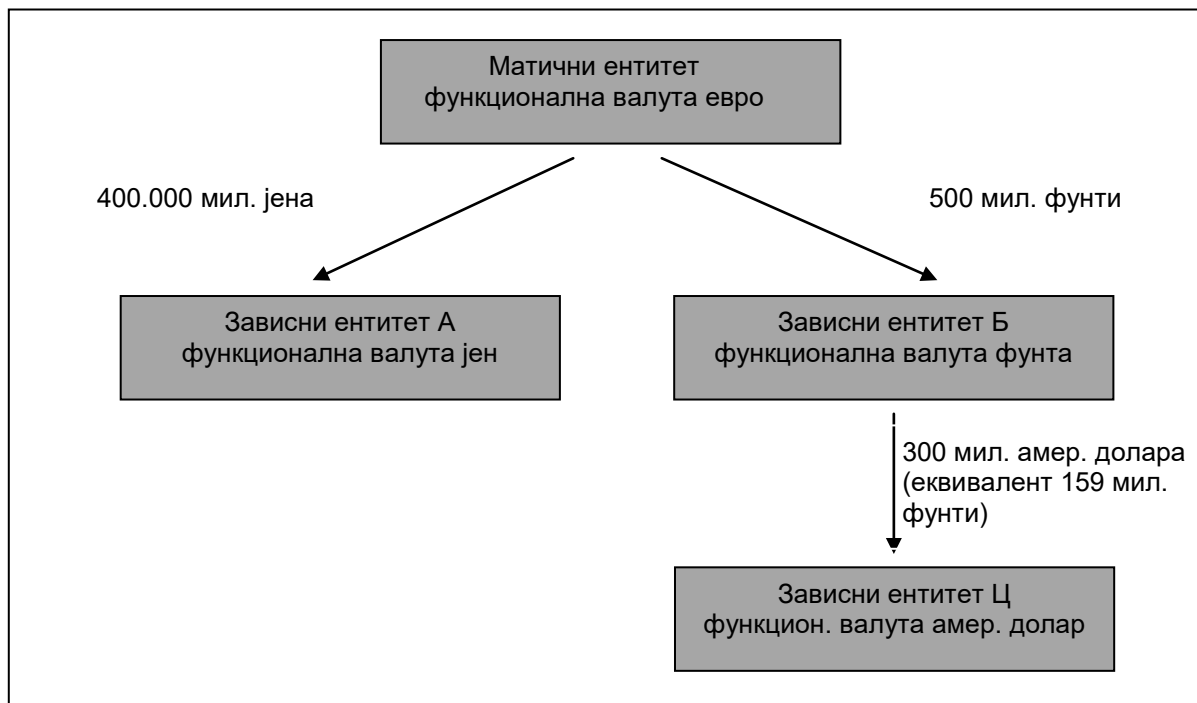 Матични ентитет
функционална валута евро
400.000 мил. јена
500 мил. фунти
Зависни ентитет А
функционална валута јен
Зависни ентитет Б
функционална валута фунта
300 мил. амер. долара
(еквивалент 159 мил.
фунти)
Зависни ентитет Ц
функцион. валута амер. долар